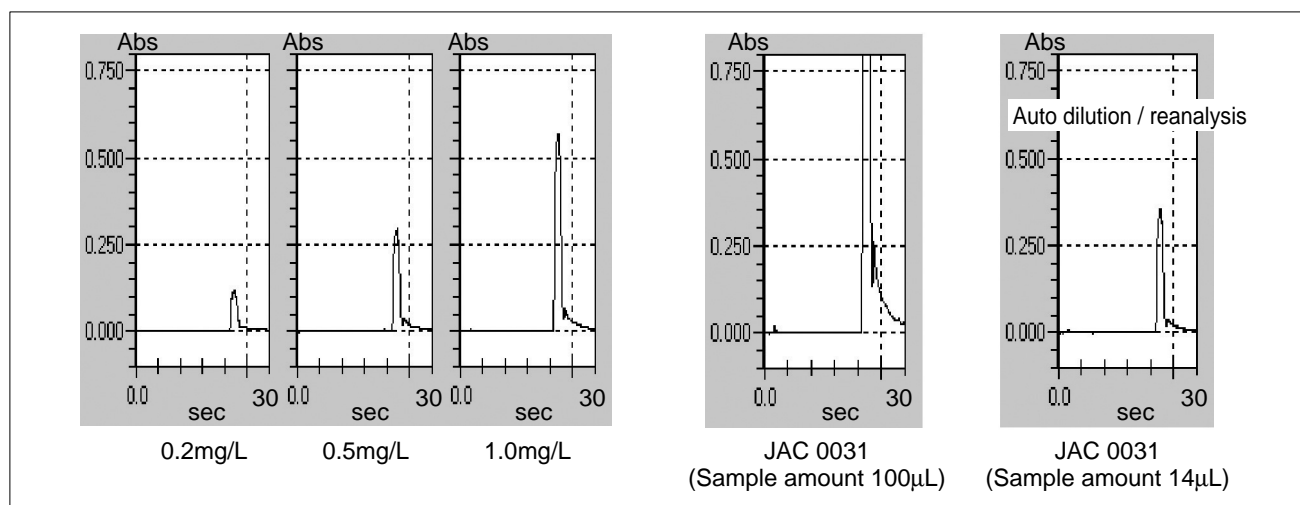 Abs
0.750
0.500
0.250
0.000
0.0
30
sec
0.2mg/L
Abs
0.0
30
sec
0.5mg/L
Abs
0.0
30
sec
1.0mg/L
Abs
0.750
0.500
0.250
0.000
0.0
30
sec
JAC 0031
(Sample amount 100μL)
Abs
0.750
Auto dilution / reanalysis
0.500
0.250
0.000
0.0
30
sec
JAC 0031
(Sample amount 14μL)